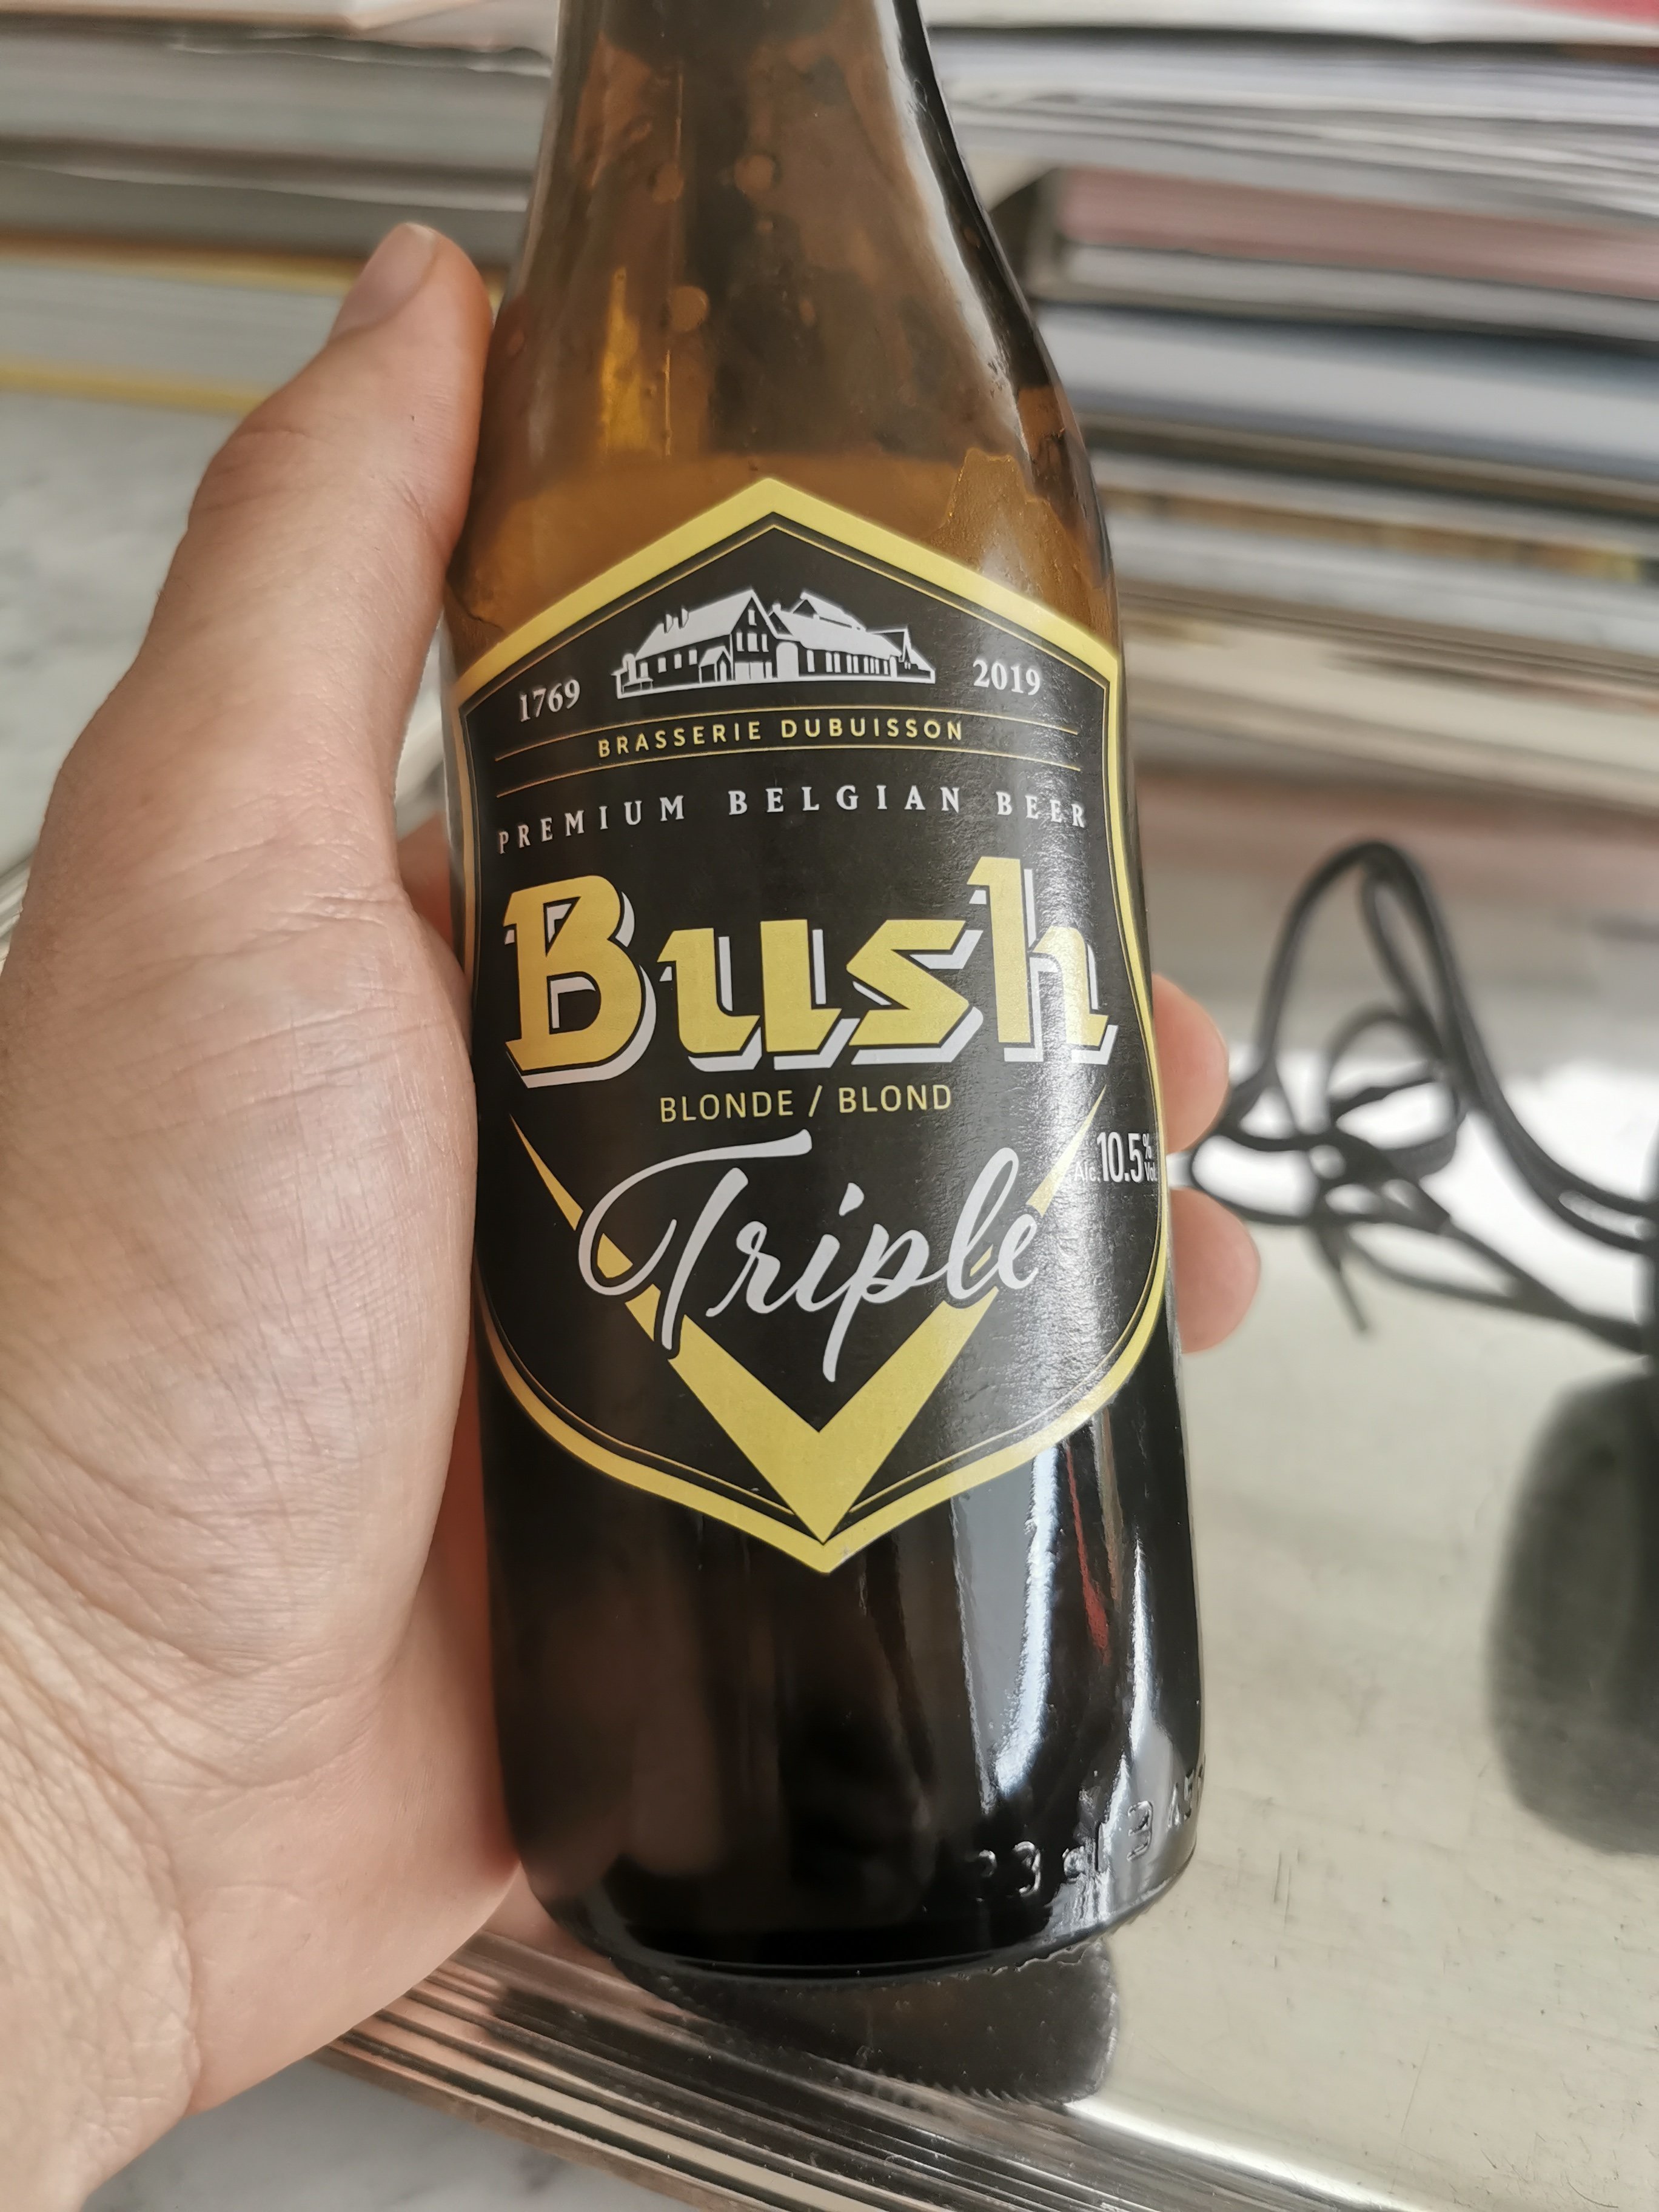 1769 2019
BRASSERIE DUBUISSON
PREMIUM BELGIAN BEER
Bush
BLONDE / BLOND
Alc. 10.5% Vol.
Triple